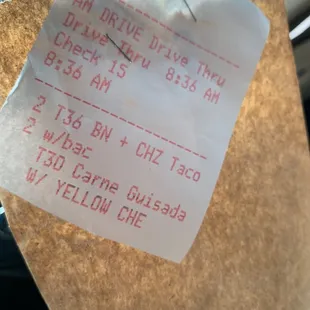 AM DRIVE Drive Thru
Drive Thru 8:36 AM
Check 15
8:36 AM
2 T36 BN + CHZ Taco
2 w/bac
T30 Carne Guisada
W/ YELLOW CHE